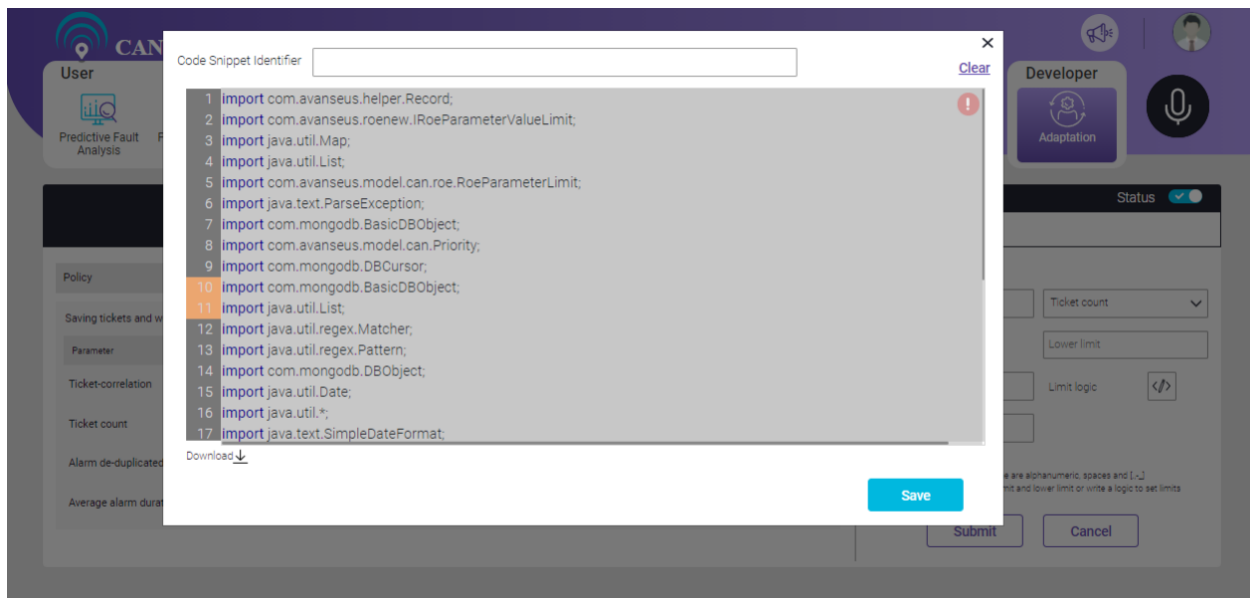 CAN
User
Predictive Fault
Analysis
Developer
Adaptation
Code Snippet Identifier
Clear
1 import com.avanseus.helper.Record;
2 import com.avanseus.roenew.IRoeParameterValueLimit;
3 import java.util.Map;
4 import java.util.List;
5 import com.avanseus.model.can.roe.RoeParameterLimit;
6 import java.text.ParseException;
7 import com.mongodb.BasicDBObject;
8 import com.avanseus.model.can.Priority;
9 import com.mongodb.DBCursor;
10 import com.mongodb.BasicDBObject;
11 import java.util.List;
12 import java.util.regex.Matcher;
13 import java.util.regex.Pattern;
14 import com.mongodb.DBObject;
15 import java.util.Date;
16 import java.util.*;
17 import java.text.SimpleDateFormat;
Download
Save
Status
Policy
Saving tickets and w
Parameter
Ticket-correlation
Ticket count
Alarm de-duplicated
Average alarm durat
Ticket count
Lower limit
Limit logic
</>
e are alphanumeric, spaces and [,-_]
mit and lower limit or write a logic to set limits
Submit
Cancel